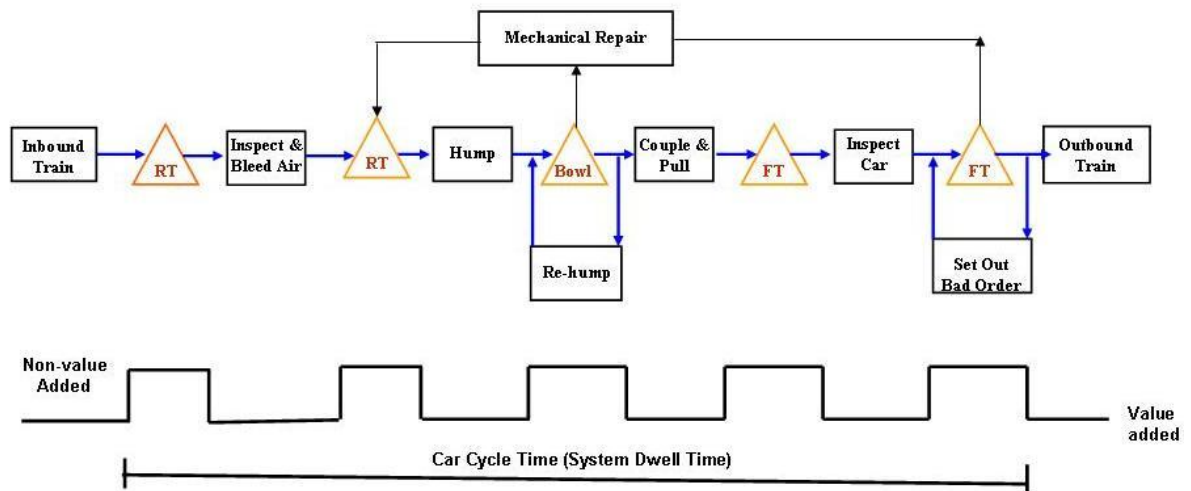 Mechanical Repair
Inbound
Train
RT
Inspect &
Bleed Air
RT
Hump
Bowl
Couple &
Pull
FT
Inspect
Car
FT
Outbound
Train
Re-hump
Set Out
Bad Order
Non-value
Added
Value
added
Car Cycle Time (System Dwell Time)